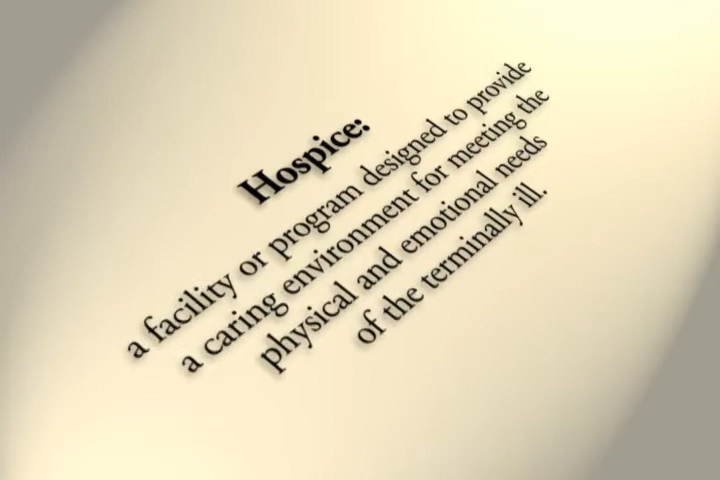 Hospice:
a facility or program designed to provide
a caring environment for meeting the
physical and emotional needs
of the terminally ill.